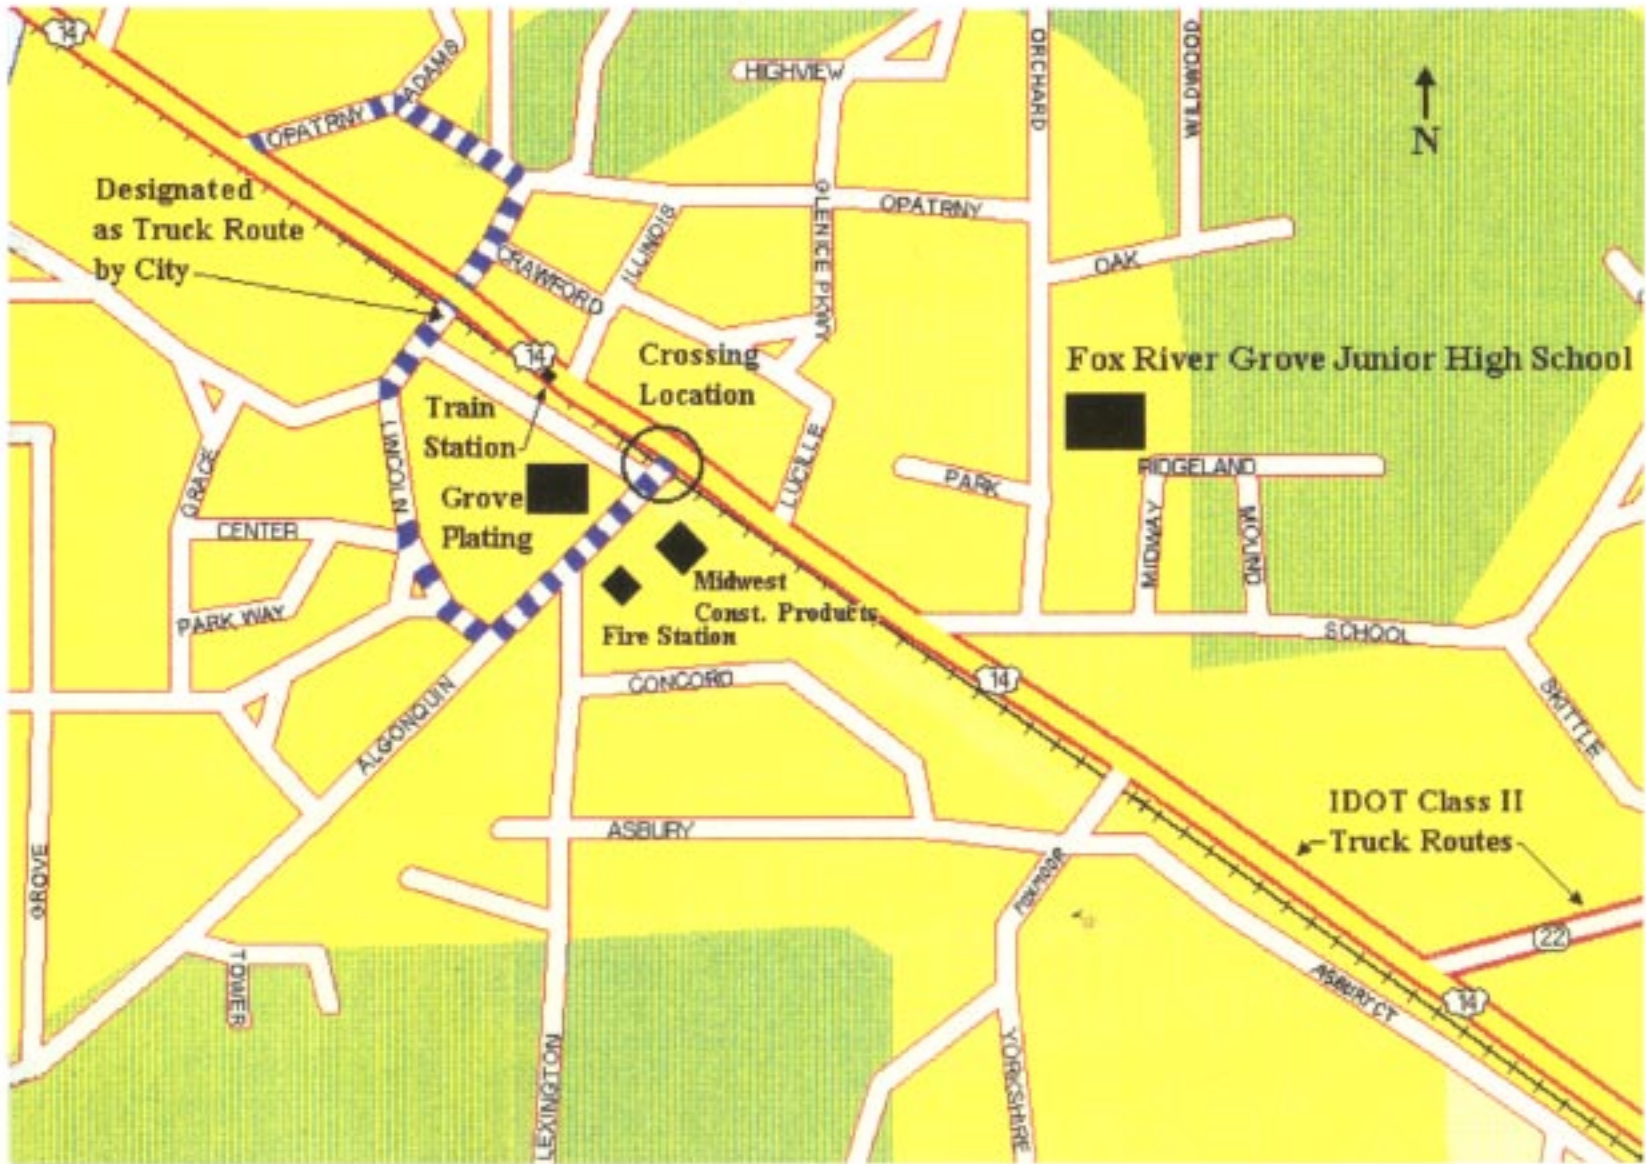 14
ADAMS
HIGHVIEW
ORCHARD
WILDWOOD
OPATRNY
N
Designated
as Truck Route
by City
GLENICE PKWY
OPATRNY
ILLINOIS
CRAWFORD
OAK
14
Crossing
Location
Fox River Grove Junior High School
Train
Station
LINCOLN
LUCILLE
GRACE
PARK
RIDGELAND
Grove
Plating
CENTER
MIDWAY
MOUND
Midwest
Const. Products
PARK WAY
Fire Station
SCHOOL
CONCORD
14
ALGONQUIN
SKITTLE
IDOT Class II
Truck Routes
ASBURY
GROVE
FOXMOOR
22
TOWER
ASBURY CT
14
LEXINGTON
YORKSHIRE